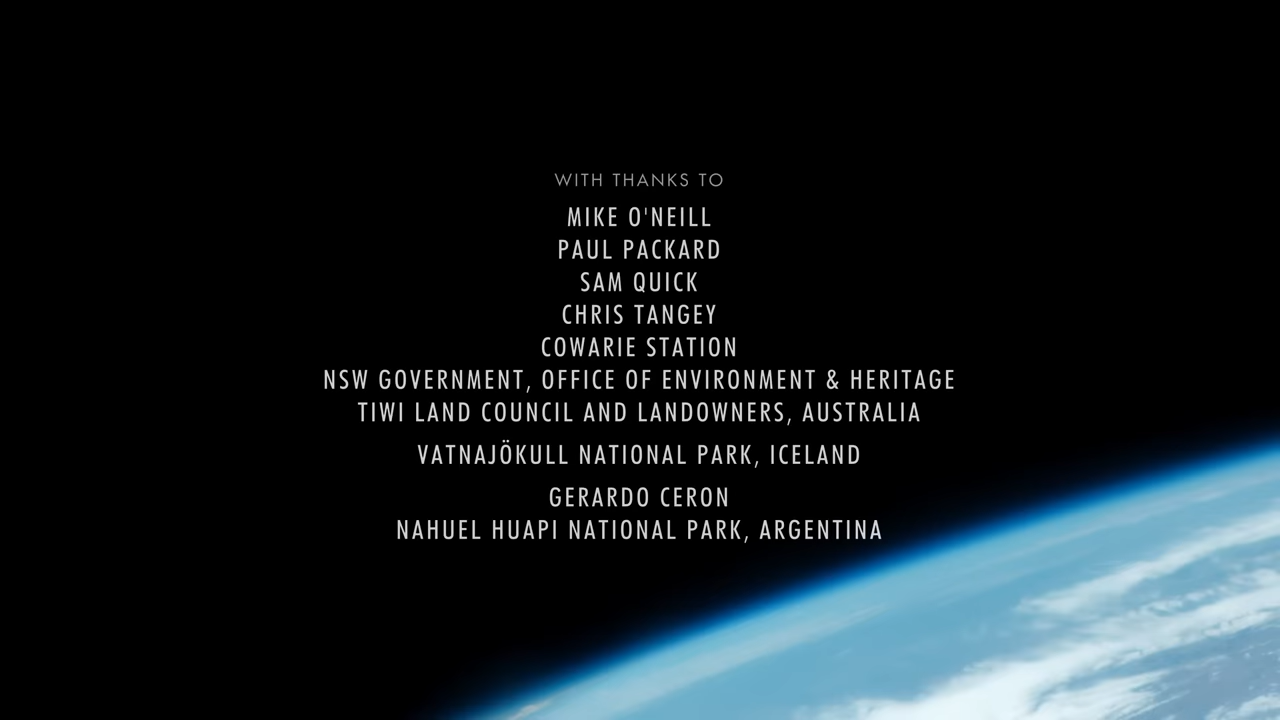 WITH THANKS TO
MIKE O'NEILL
PAUL PACKARD
SAM QUICK
CHRIS TANGEY
COWARIE STATION
NSW GOVERNMENT, OFFICE OF ENVIRONMENT & HERITAGE
TIWI LAND COUNCIL AND LANDOWNERS, AUSTRALIA
VATNAJÖKULL NATIONAL PARK, ICELAND
GERARDO CERON
NAHUEL HUAPI NATIONAL PARK, ARGENTINA